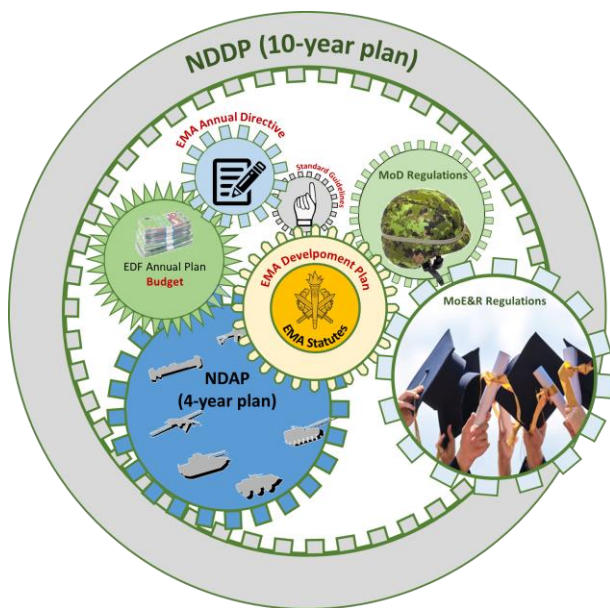 NDDP (10-year plan)
EMA Annual Directive
Standard Guidelines
MoD Regulations
EDF Annual Plan
Budget
EMA Develpoment Plan
EMA Statutes
MoE&R Regulations
NDAP
(4-year plan)